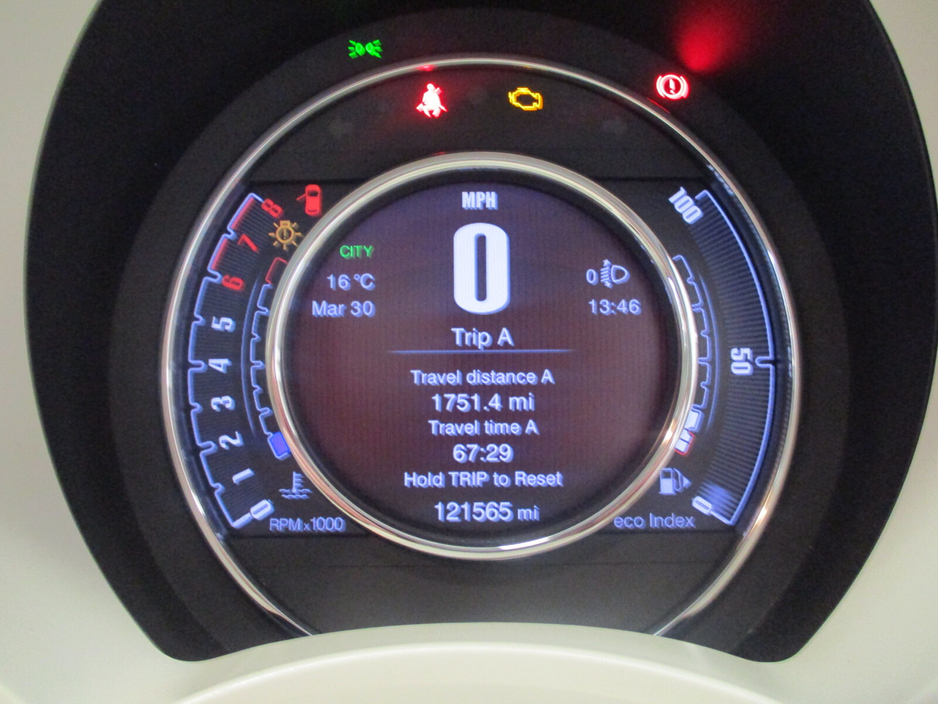 MPH
0
CITY
16 °C
Mar 30
0
13:46
Trip A
Travel distance A
1751.4 mi
Travel time A
67:29
Hold TRIP to Reset
121565 mi
8
7
6
5
4
3
2
1
0
RPM x1000
100
50
0
eco Index